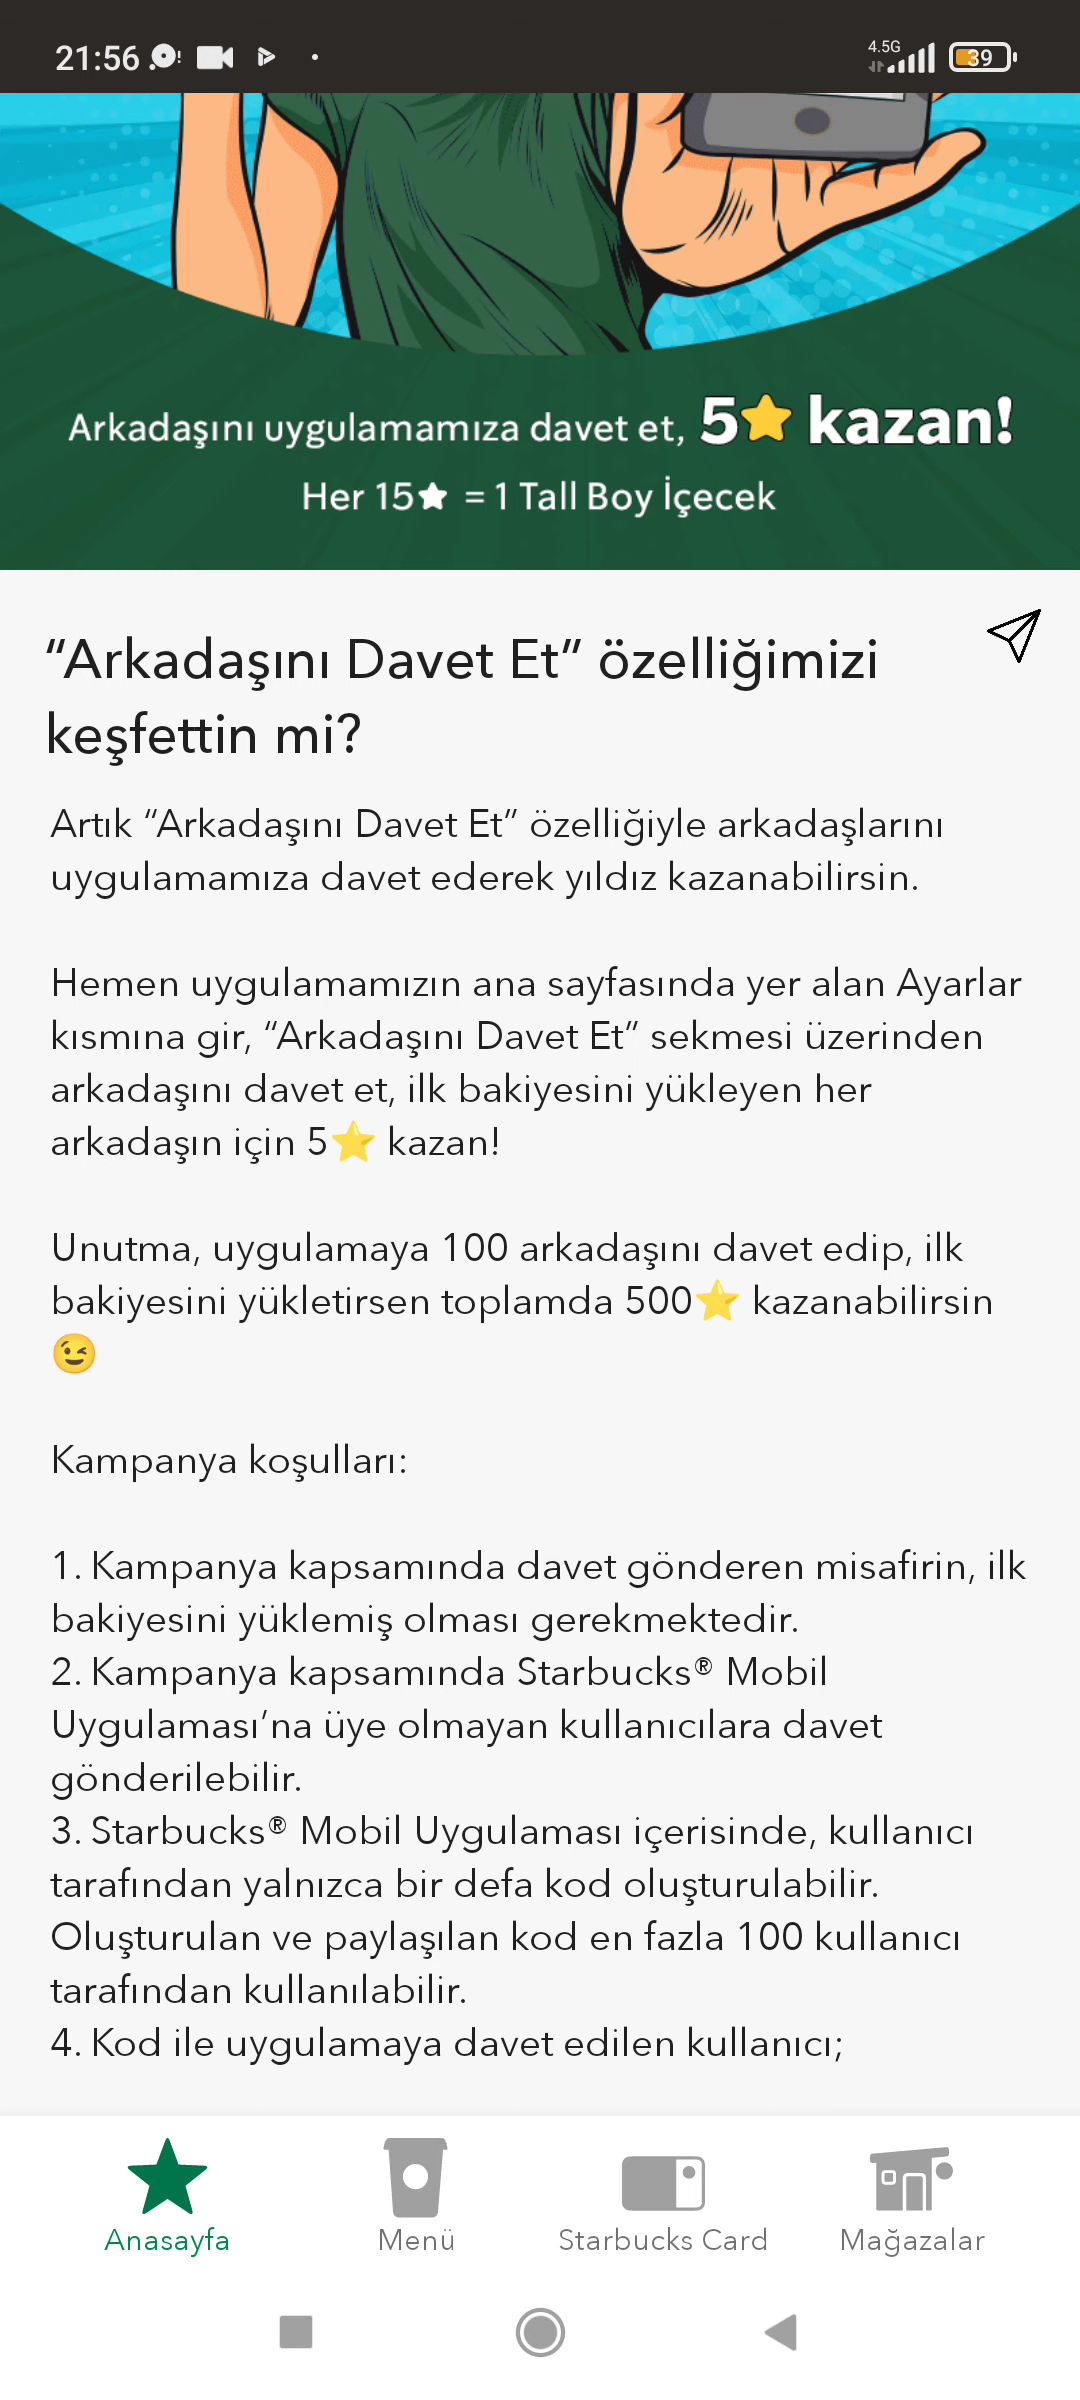 21:56
4.5G
39
Arkadaşını uygulamamıza davet et, 5⭐ kazan!
Her 15★ = 1 Tall Boy İçecek
“Arkadaşını Davet Et” özelliğimizi
keşfettin mi?
Artık “Arkadaşını Davet Et” özelliğiyle arkadaşlarını
uygulamamıza davet ederek yıldız kazanabilirsin.
Hemen uygulamamızın ana sayfasında yer alan Ayarlar
kısmına gir, “Arkadaşını Davet Et” sekmesi üzerinden
arkadaşını davet et, ilk bakiyesini yükleyen her
arkadaşın için 5⭐ kazan!
Unutma, uygulamaya 100 arkadaşını davet edip, ilk
bakiyesini yükletirsen toplamda 500⭐ kazanabilirsin
😉
Kampanya koşulları:
1. Kampanya kapsamında davet gönderen misafirin, ilk
bakiyesini yüklemiş olması gerekmektedir.
2. Kampanya kapsamında Starbucks® Mobil
Uygulaması’na üye olmayan kullanıcılara davet
gönderilebilir.
3. Starbucks® Mobil Uygulaması içerisinde, kullanıcı
tarafından yalnızca bir defa kod oluşturulabilir.
Oluşturulan ve paylaşılan kod en fazla 100 kullanıcı
tarafından kullanılabilir.
4. Kod ile uygulamaya davet edilen kullanıcı;
Anasayfa
Menü
Starbucks Card
Mağazalar